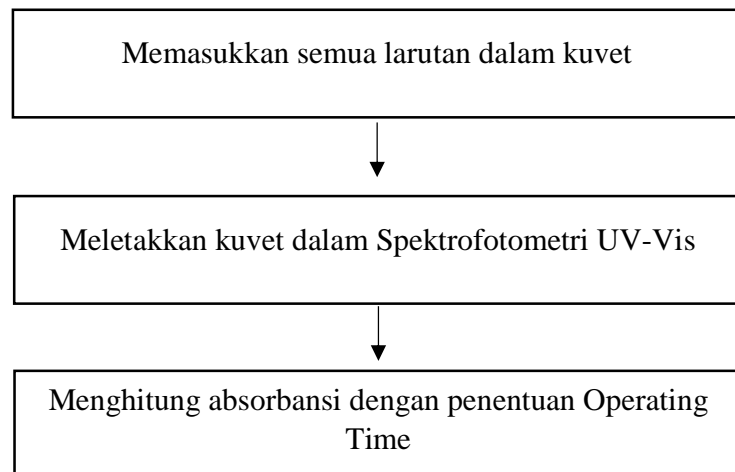 Memasukkan semua larutan dalam kuvet
Meletakkan kuvet dalam Spektrofotometri UV-Vis
Menghitung absorbansi dengan penentuan Operating
Time